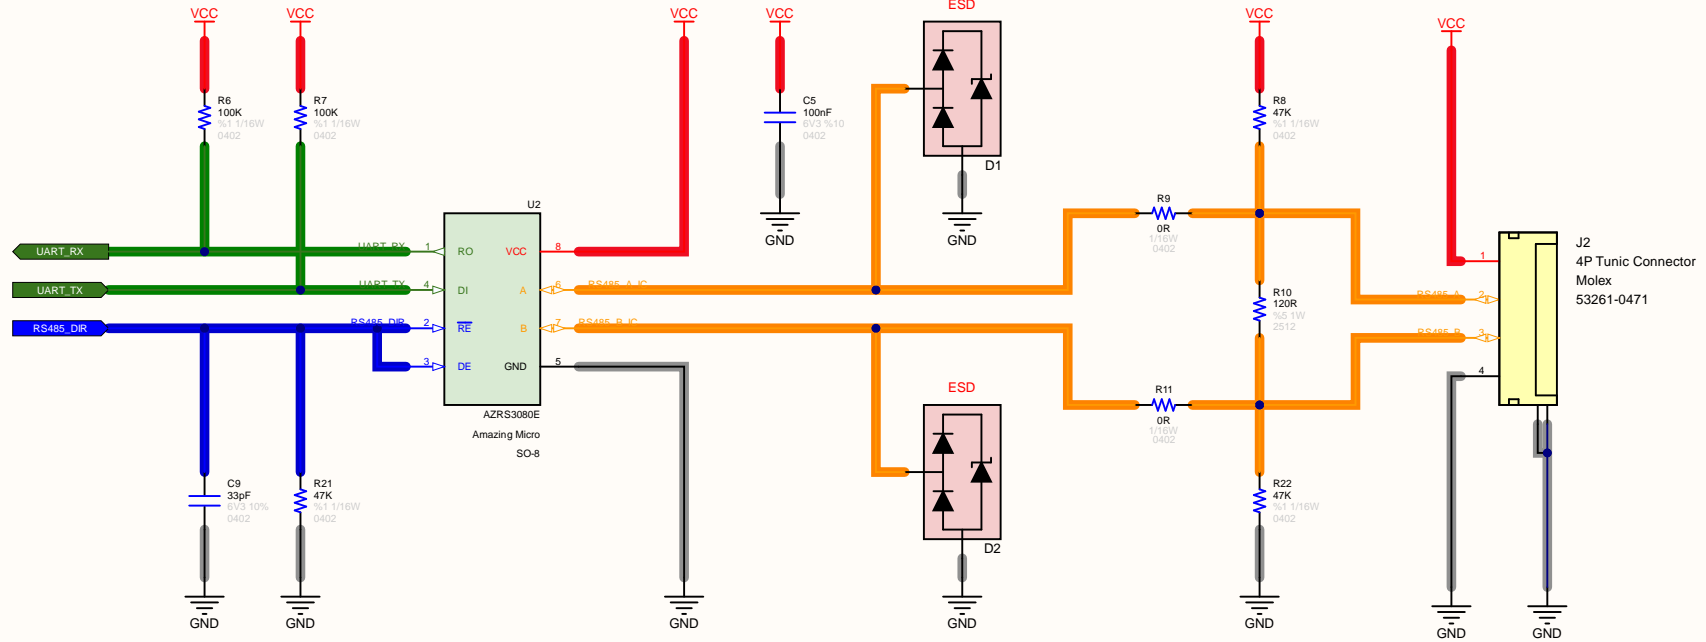 VCC
VCC
VCC
VCC
ESD
VCC
VCC
R6
100K
%1 1/16W
0402
R7
100K
%1 1/16W
0402
C5
100nF
6V3 %10
0402
GND
D1
GND
R8
47K
%1 1/16W
0402
U2
UART_RX
UART_RX
1
RO
VCC
8
UART_TX
UART_TX
4
DI
A
6
RS485_A_IC
RS485_DIR
RS485_DIR
2
RE
B
7
RS485_B_IC
3
DE
GND
5
AZRS3080E
Amazing Micro
SO-8
R9
0R
1/16W
0402
R10
120R
%5 1W
2512
R11
0R
1/16W
0402
J2
4P Tunic Connector
Molex
53261-0471
1
RS485_A
2
RS485_B
3
4
ESD
D2
GND
C9
33pF
6V3 10%
0402
GND
R21
47K
%1 1/16W
0402
GND
GND
R22
47K
%1 1/16W
0402
GND
GND
GND